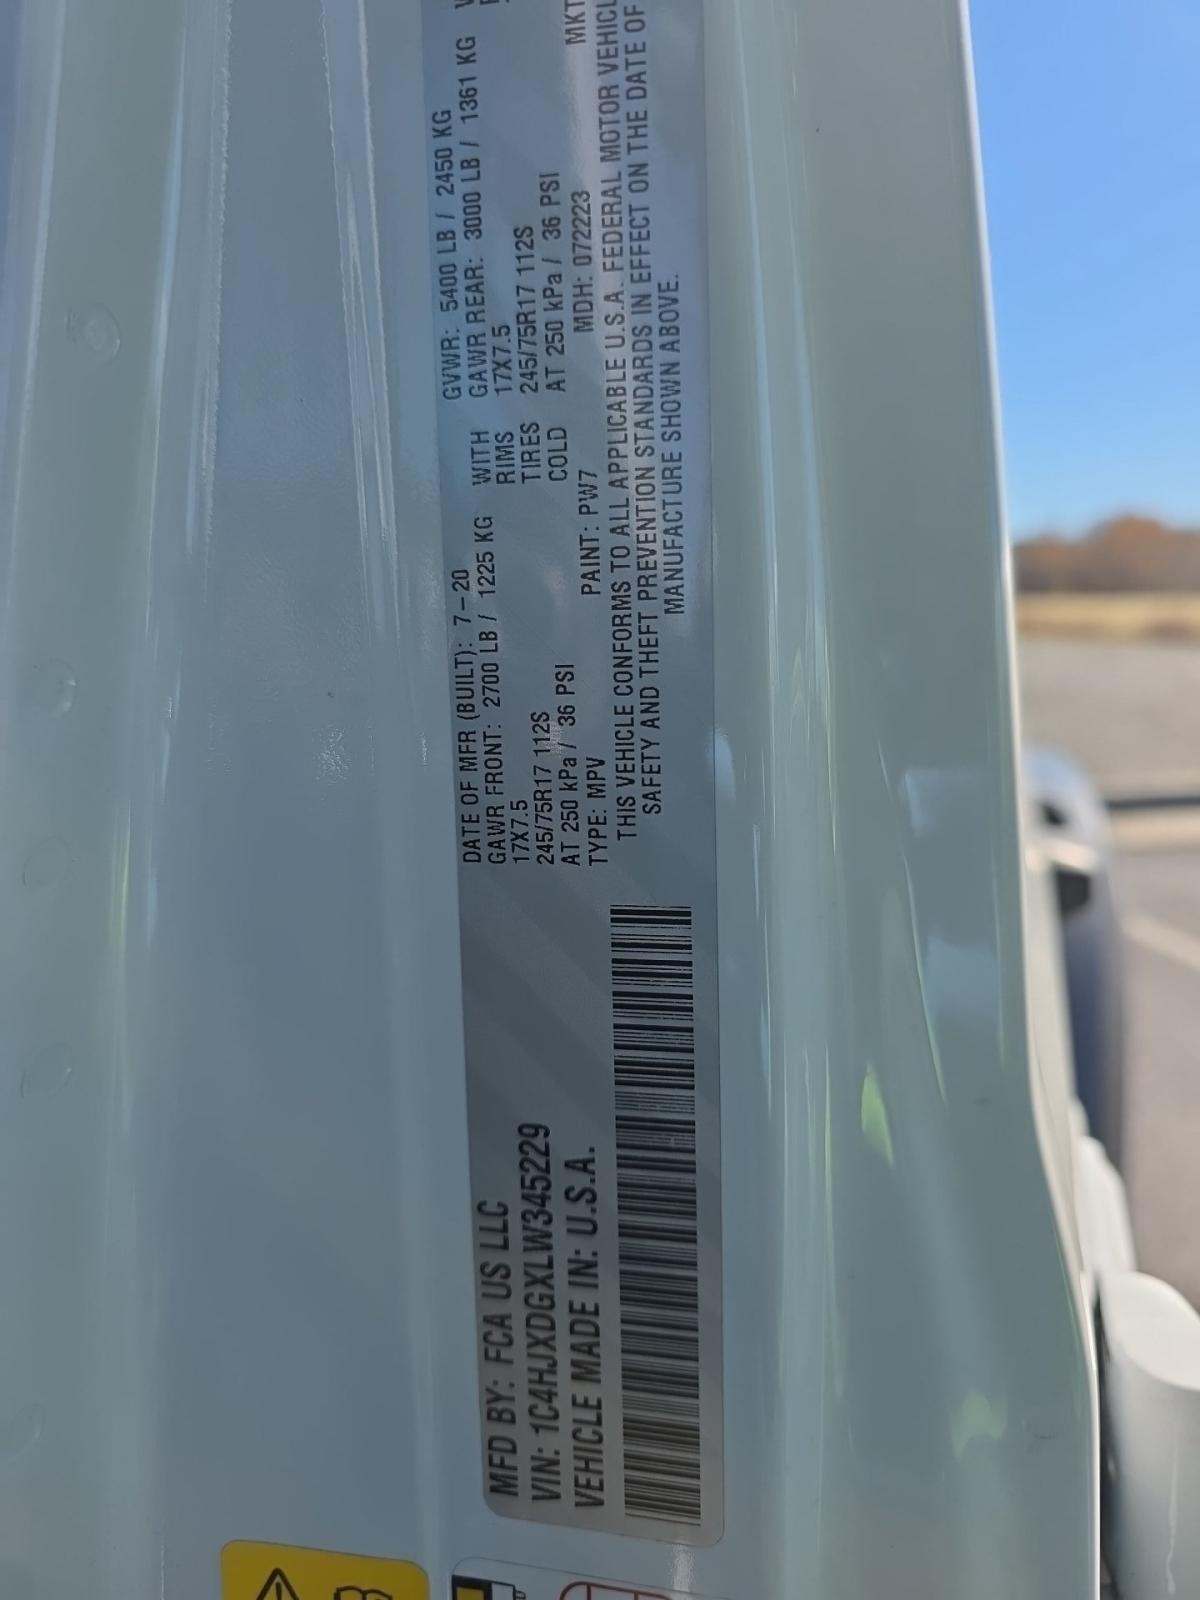 MFD BY: FCA US LLC
VIN: 1C4HJXDGXLW345229
VEHICLE MADE IN: U.S.A.
DATE OF MFR (BUILT): 7-20 GVWR: 5400 LB / 2450 KG
GAWR FRONT: 2700 LB / 1225 KG WITH GAWR REAR: 3000 LB / 1361 KG
17X7.5 RIMS 17X7.5
245/75R17 112S TIRES 245/75R17 112S
AT 250 kPa / 36 PSI COLD AT 250 kPa / 36 PSI
TYPE: MPV PAINT: PW7 MDH: 072223 MKT
THIS VEHICLE CONFORMS TO ALL APPLICABLE U.S.A. FEDERAL MOTOR
SAFETY AND THEFT PREVENTION STANDARDS IN EFFECT ON THE DATE OF
MANUFACTURE SHOWN ABOVE.